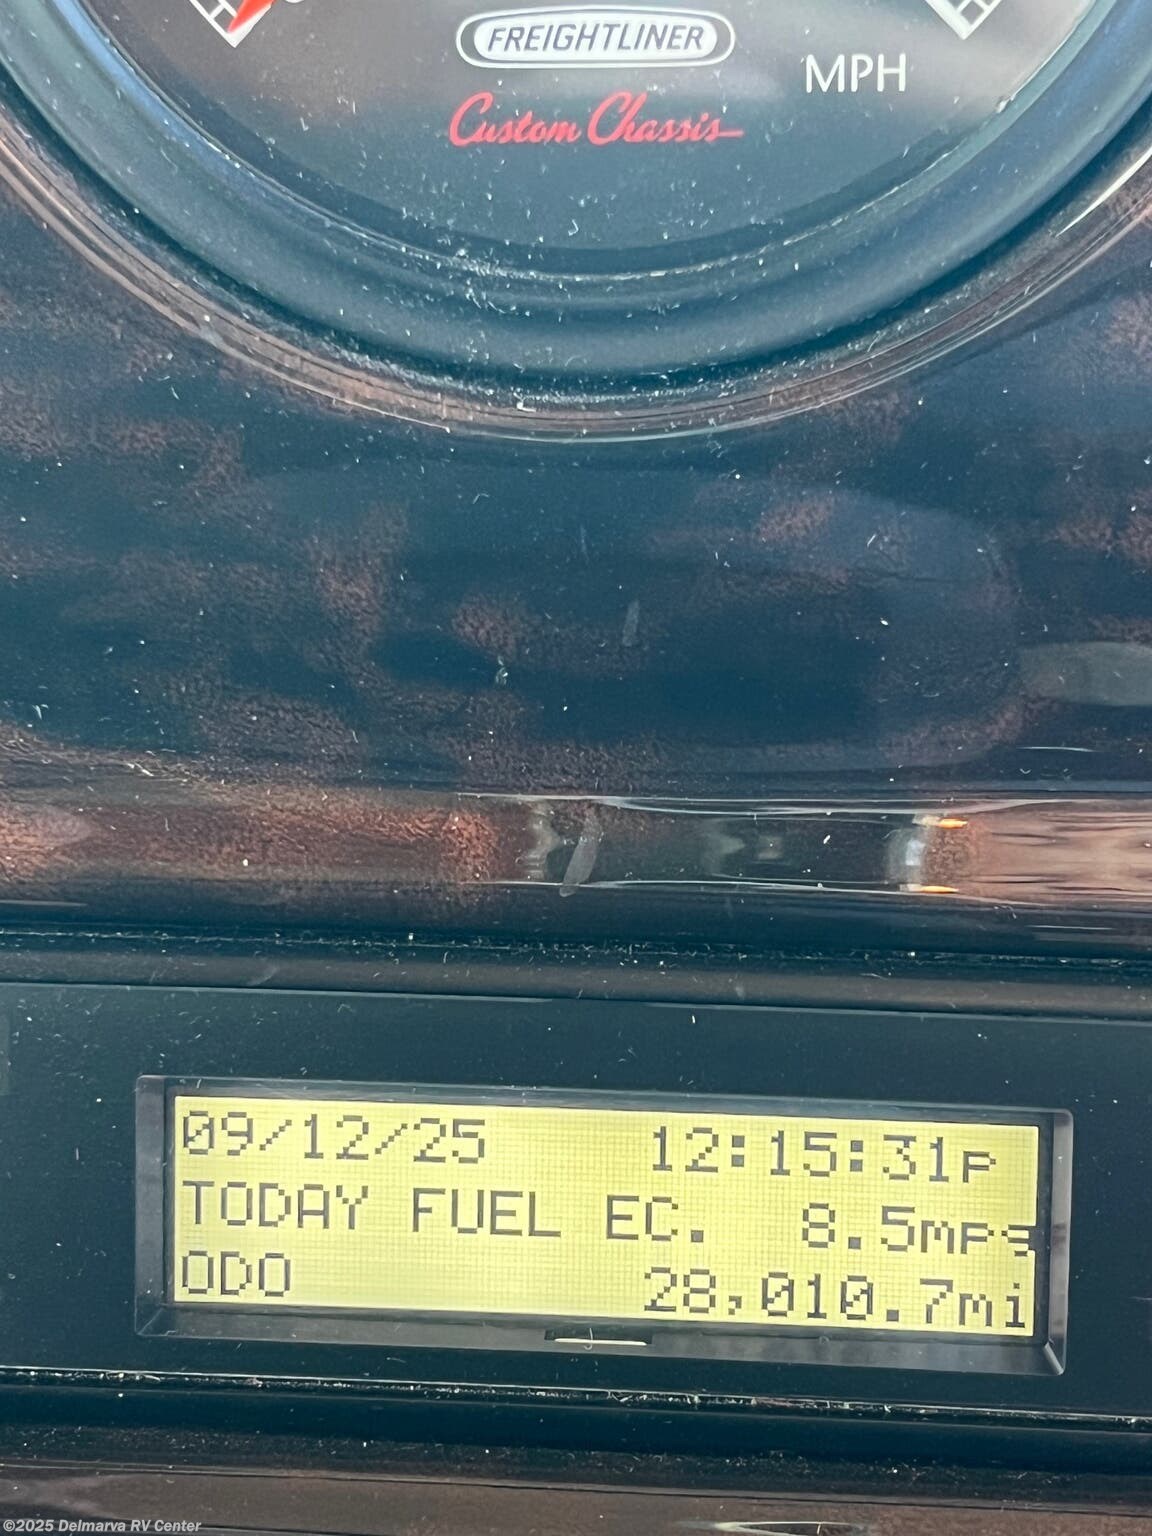 FREIGHTLINER
MPH
Custom Chassis
09/12/25 12:15:31P
TODAY FUEL EC. 8.5mpg
ODO 28,010.7mi
©2025 Delmarva RV Center